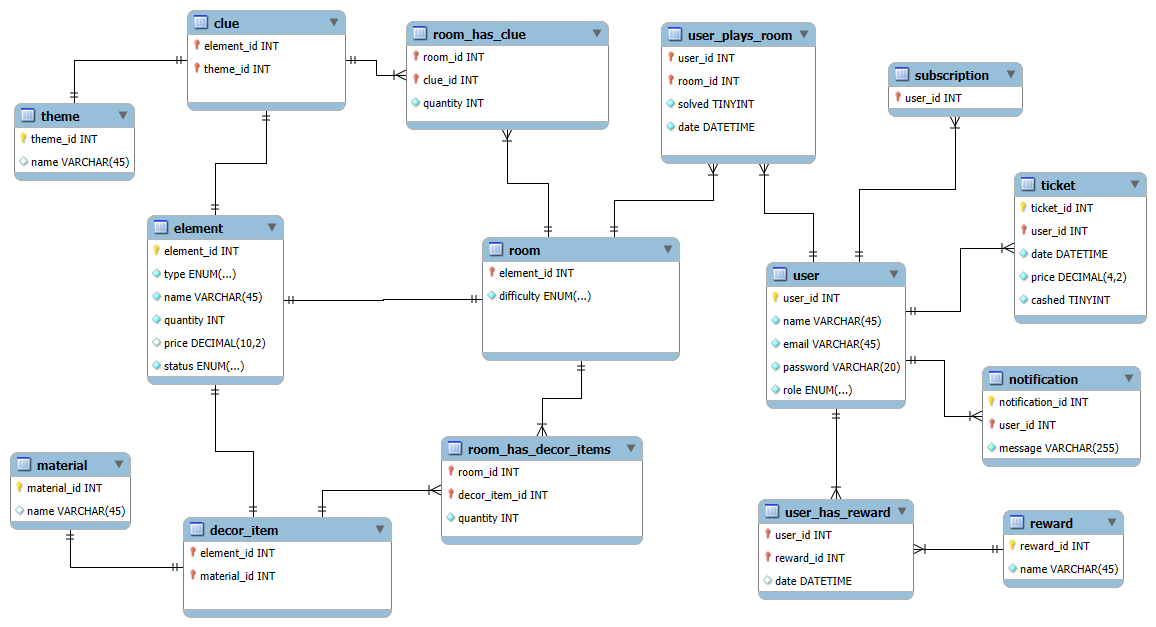 clue
element_id INT
theme_id INT
room_has_clue
room_id INT
clue_id INT
quantity INT
user_plays_room
user_id INT
room_id INT
solved TINYINT
date DATETIME
subscription
user_id INT
theme
theme_id INT
name VARCHAR(45)
element
element_id INT
type ENUM(...)
name VARCHAR(45)
quantity INT
price DECIMAL(10,2)
status ENUM(...)
room
element_id INT
difficulty ENUM(...)
user
user_id INT
name VARCHAR(45)
email VARCHAR(45)
password VARCHAR(20)
role ENUM(...)
ticket
ticket_id INT
user_id INT
date DATETIME
price DECIMAL(4,2)
cashed TINYINT
notification
notification_id INT
user_id INT
message VARCHAR(255)
material
material_id INT
name VARCHAR(45)
decor_item
element_id INT
material_id INT
room_has_decor_items
room_id INT
decor_item_id INT
quantity INT
user_has_reward
user_id INT
reward_id INT
date DATETIME
reward
reward_id INT
name VARCHAR(45)